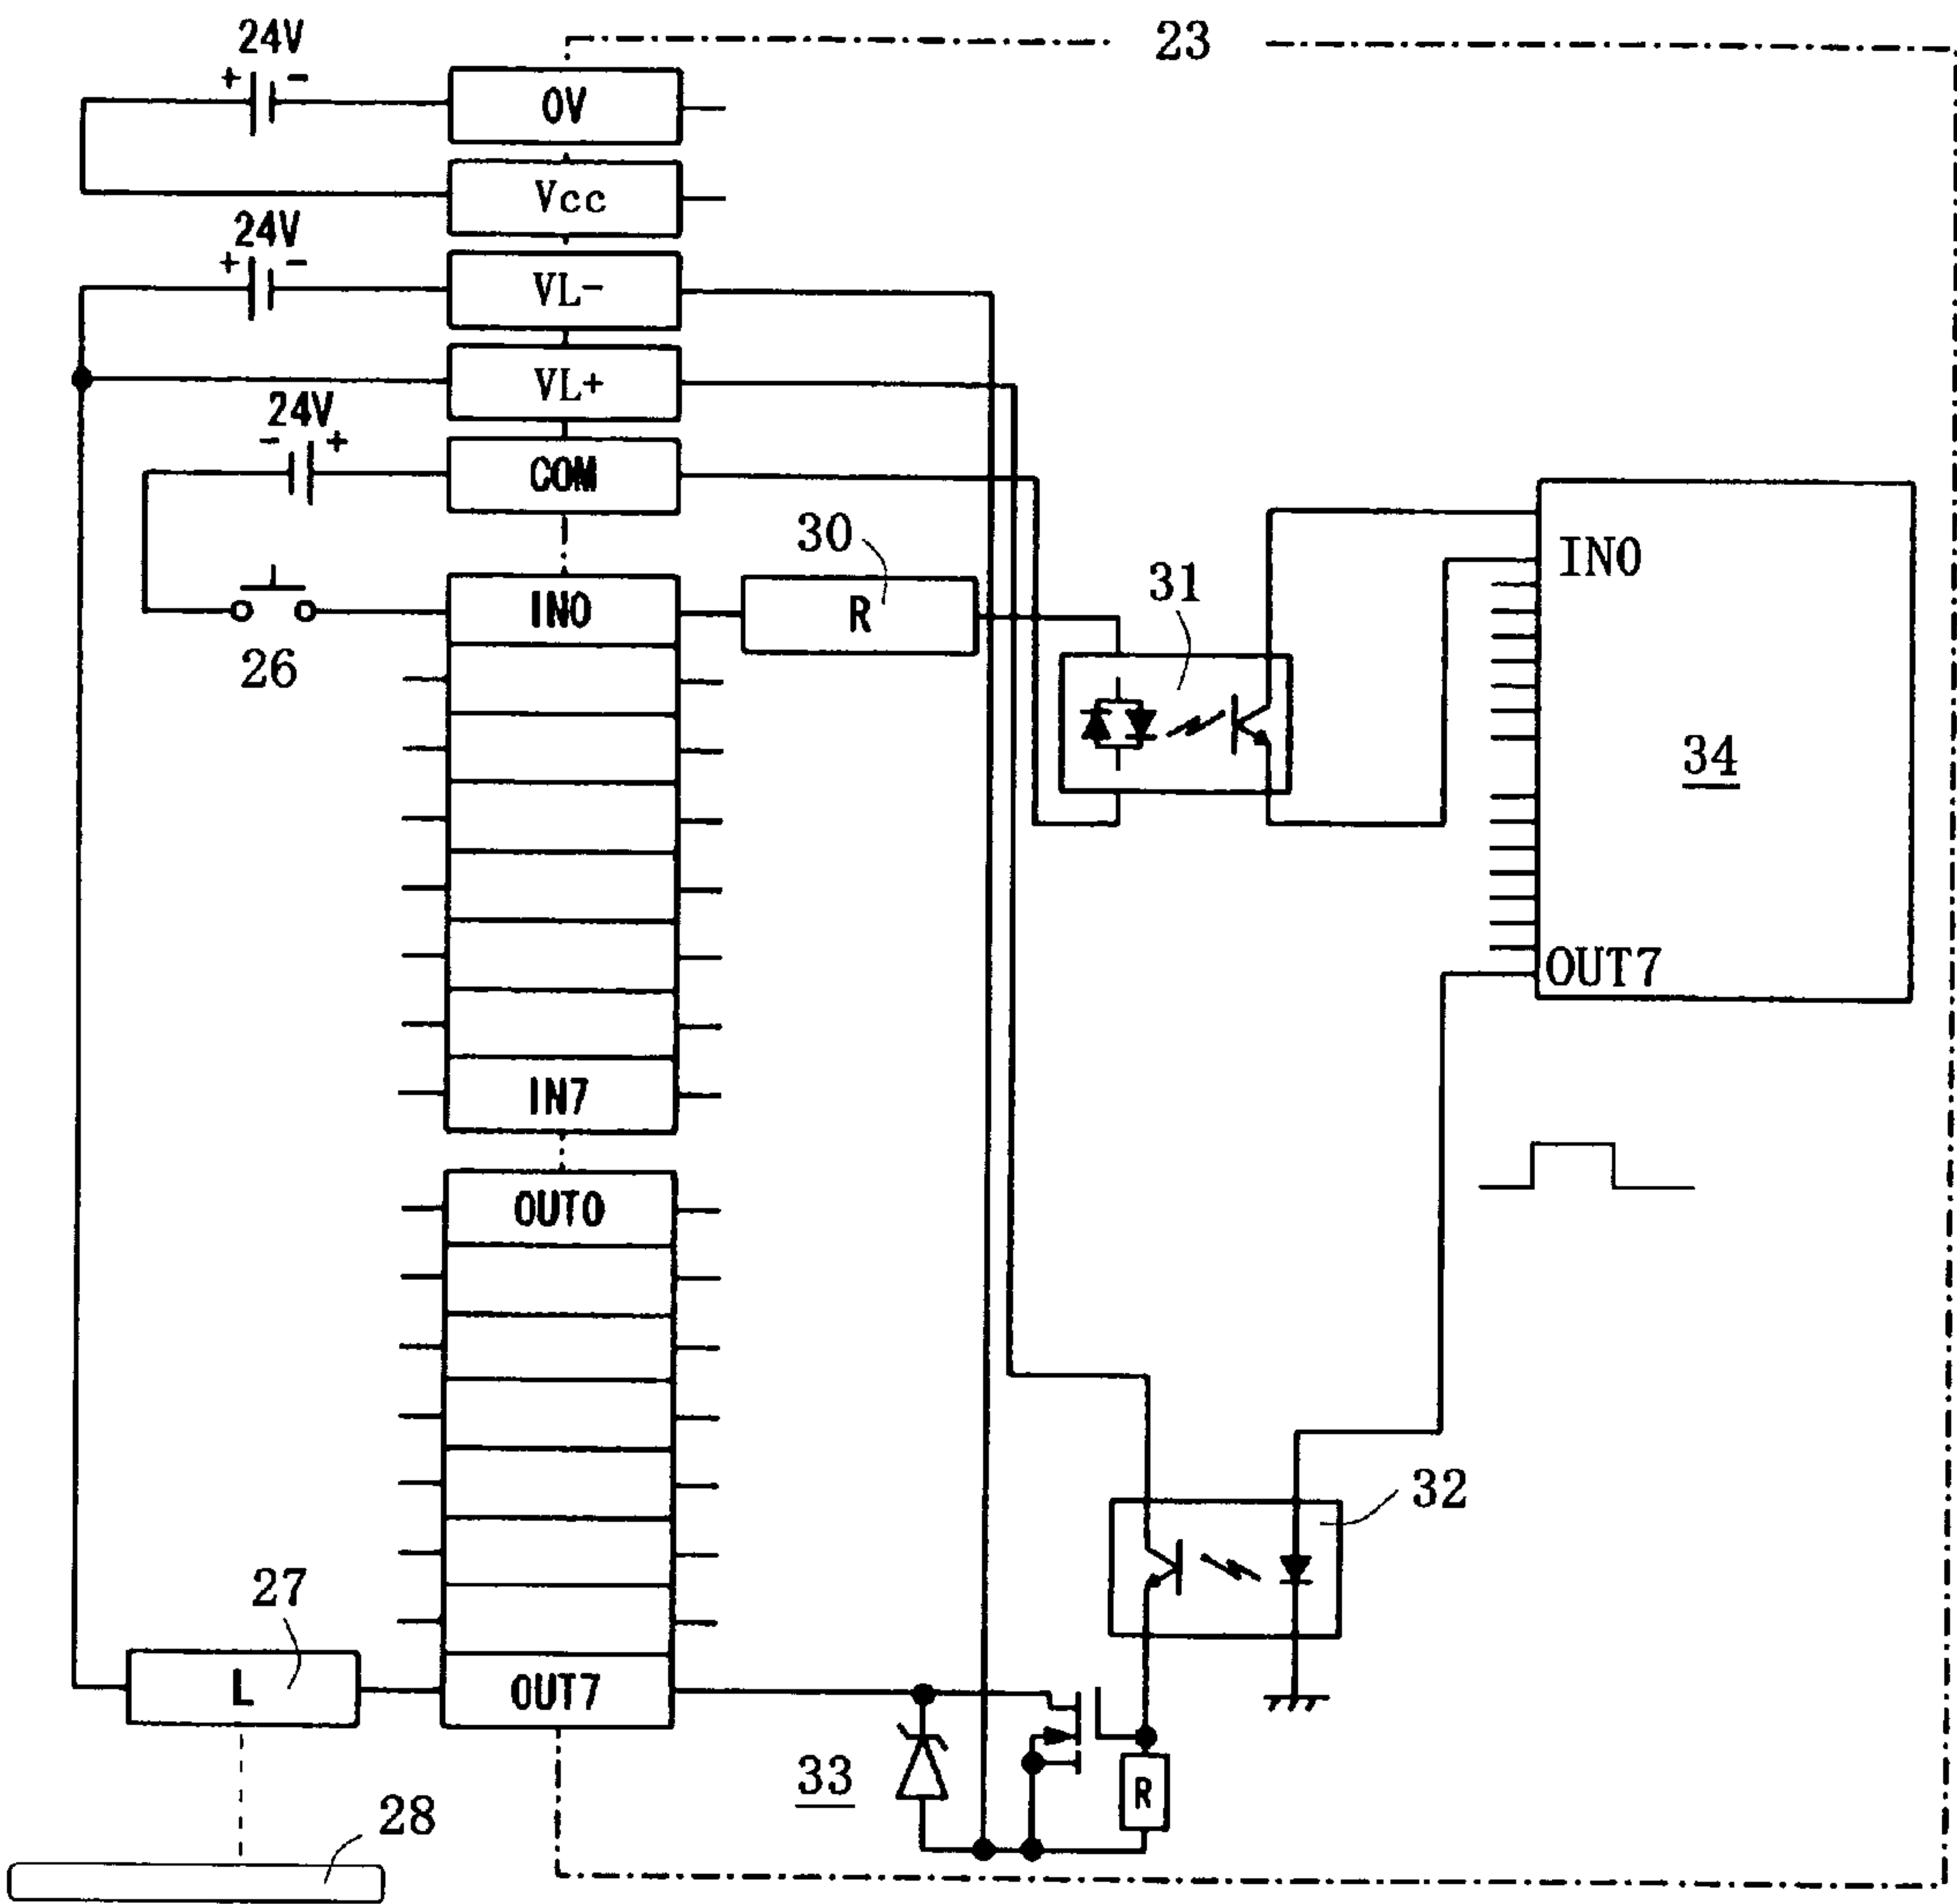 24V
23
+ -
0V
Vcc
24V
+ -
VL-
VL+
24V
- +
COM
30
IN0
R
31
IN0
26
34
IN7
OUT7
OUT0
32
27
L
OUT7
33
R
28